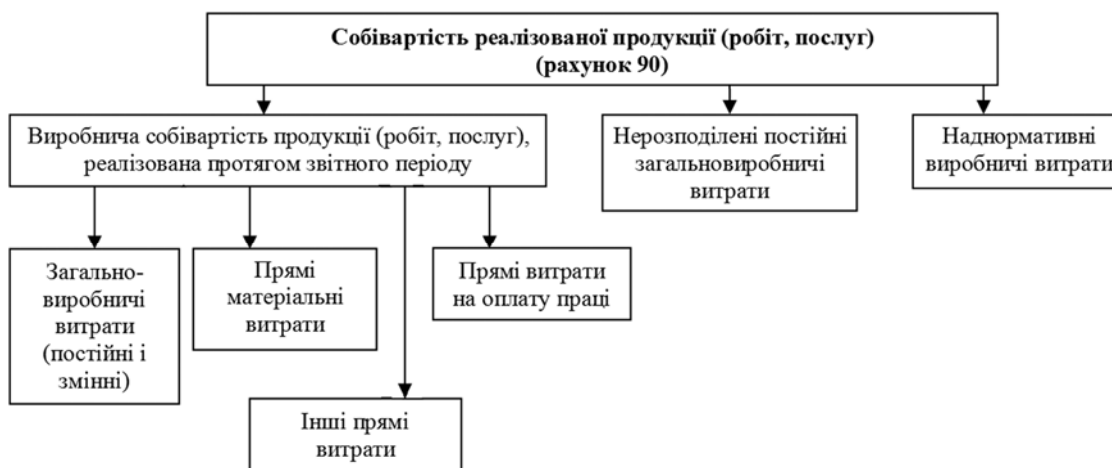 Собівартість реалізованої продукції (робіт, послуг)
(рахунок 90)
Виробнича собівартість продукції (робіт, послуг),
реалізована протягом звітного періоду
Нерозподілені постійні
загальновиробничі
витрати
Наднормативні
виробничі витрати
Загально-
виробничі
витрати
(постійні і
змінні)
Прямі
матеріальні
витрати
Прямі витрати
на оплату праці
Інші прямі
витрати